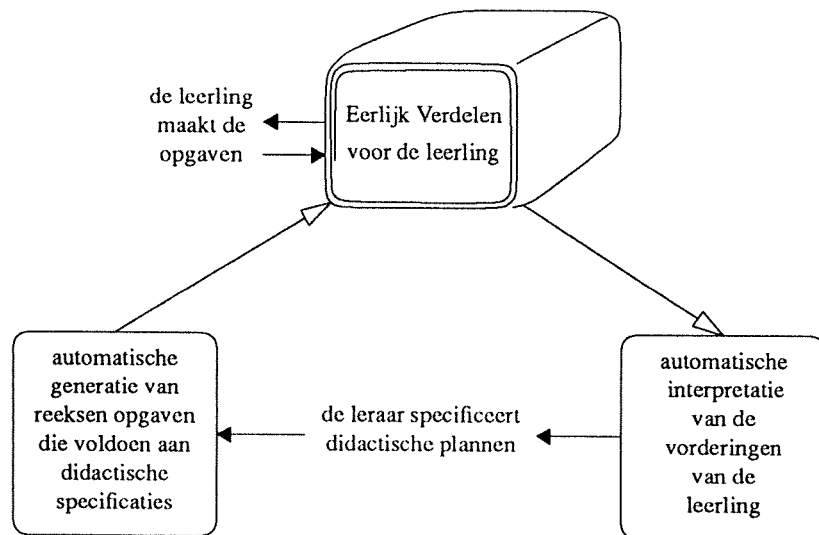 de leerling
maakt de
opgaven
Eerlijk Verdelen
voor de leerling
automatische
generatie van
reeksen opgaven
die voldoen aan
didactische
specificaties
de leraar specificeert
didactische plannen
automatische
interpretatie
van de
vorderingen
van de
leerling